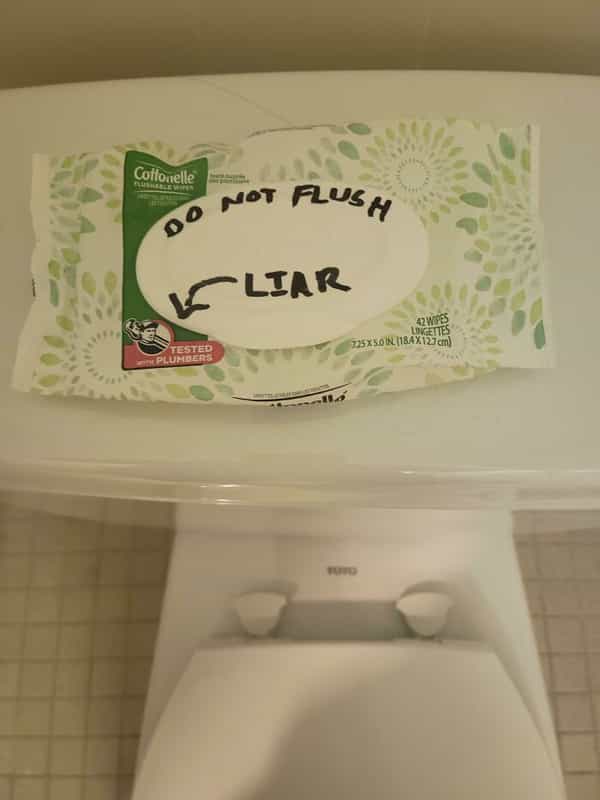 Cottonelle
FLUSHABLE WIPES
DO NOT FLUSH
LIAR
TESTED
WITH PLUMBERS
42 WIPES
LINGETTES
7.25 X 5.0 IN. (18.4 X 12.7 cm)
TOTO